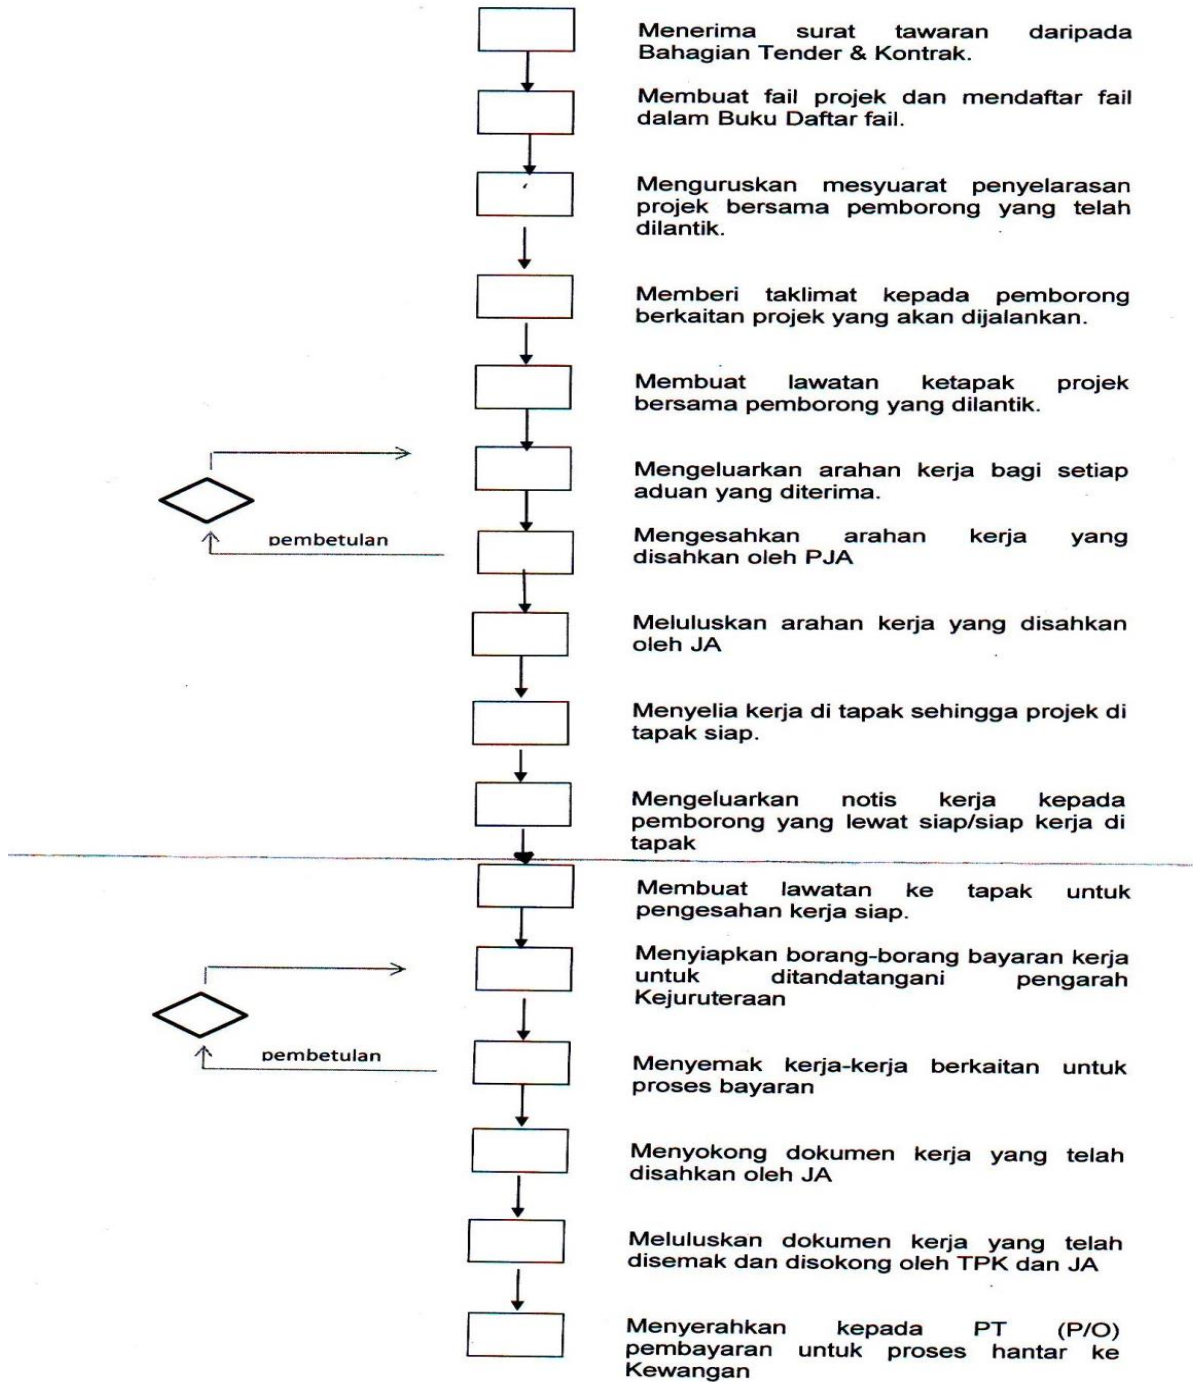 Menerima surat tawaran daripada
Bahagian Tender & Kontrak.
Membuat fail projek dan mendaftar fail
dalam Buku Daftar fail.
Menguruskan mesyuarat penyelarasan
projek bersama pemborong yang telah
dilantik.
Memberi taklimat kepada pemborong
berkaitan projek yang akan dijalankan.
Membuat lawatan ketapak projek
bersama pemborong yang dilantik.
Mengeluarkan arahan kerja bagi setiap
aduan yang diterima.
pembetulan
Mengesahkan arahan kerja yang
disahkan oleh PJA
Meluluskan arahan kerja yang disahkan
oleh JA
Menyelia kerja di tapak sehingga projek di
tapak siap.
Mengeluarkan notis kerja kepada
pemborong yang lewat siap/siap kerja di
tapak
Membuat lawatan ke tapak untuk
pengesahan kerja siap.
Menyiapkan borang-borang bayaran kerja
untuk ditandatangani pengarah
Kejuruteraan
pembetulan
Menyemak kerja-kerja berkaitan untuk
proses bayaran
Menyokong dokumen kerja yang telah
disahkan oleh JA
Meluluskan dokumen kerja yang telah
disemak dan disokong oleh TPK dan JA
Menyerahkan kepada PT (P/O)
pembayaran untuk proses hantar ke
Kewangan